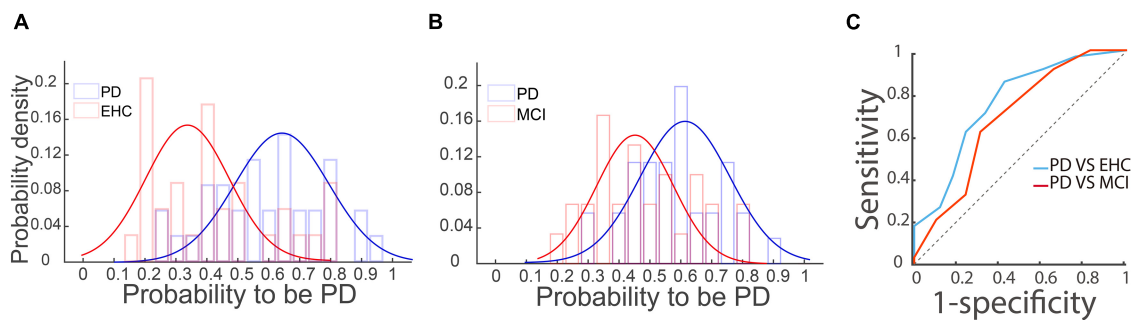 A
Probability density
0.2
0.16
0.12
0.08
0.04
0
PD
EHC
0 0.1 0.2 0.3 0.4 0.5 0.6 0.7 0.8 0.9 1
Probability to be PD
B
0.2
0.16
0.12
0.08
0.04
0
PD
MCI
0 0.1 0.2 0.3 0.4 0.5 0.6 0.7 0.8 0.9 1
Probability to be PD
C
Sensitivity
1
0.8
0.6
0.4
0.2
0
PD VS EHC
PD VS MCI
0 0.2 0.4 0.6 0.8 1
1-specificity